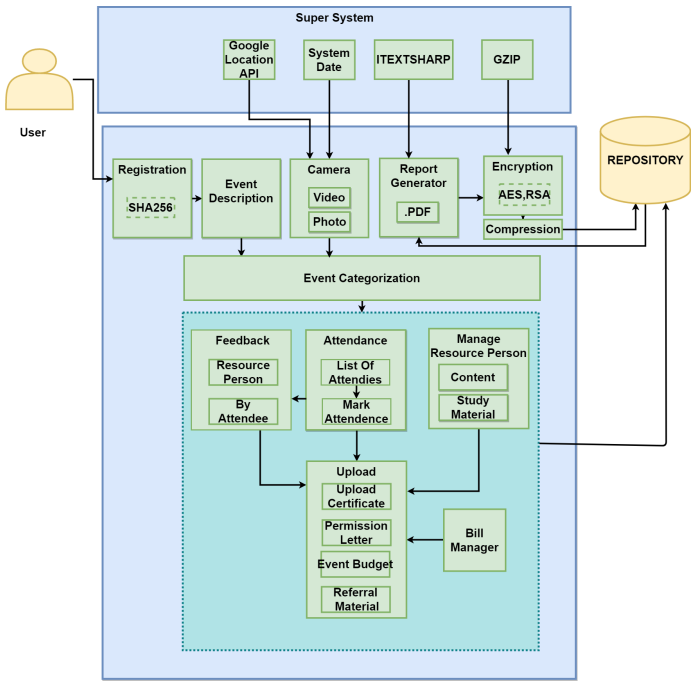 Super System
Google
Location
API
System
Date
ITEXTSHARP
GZIP
User
REPOSITORY
Registration
SHA256
Event
Description
Camera
Video
Photo
Report
Generator
.PDF
Encryption
AES,RSA
Compression
Event Categorization
Feedback
Resource
Person
By
Attendee
Attendance
List Of
Attendies
Mark
Attendence
Manage
Resource Person
Content
Study
Material
Upload
Upload
Certificate
Permission
Letter
Event Budget
Referral
Material
Bill
Manager